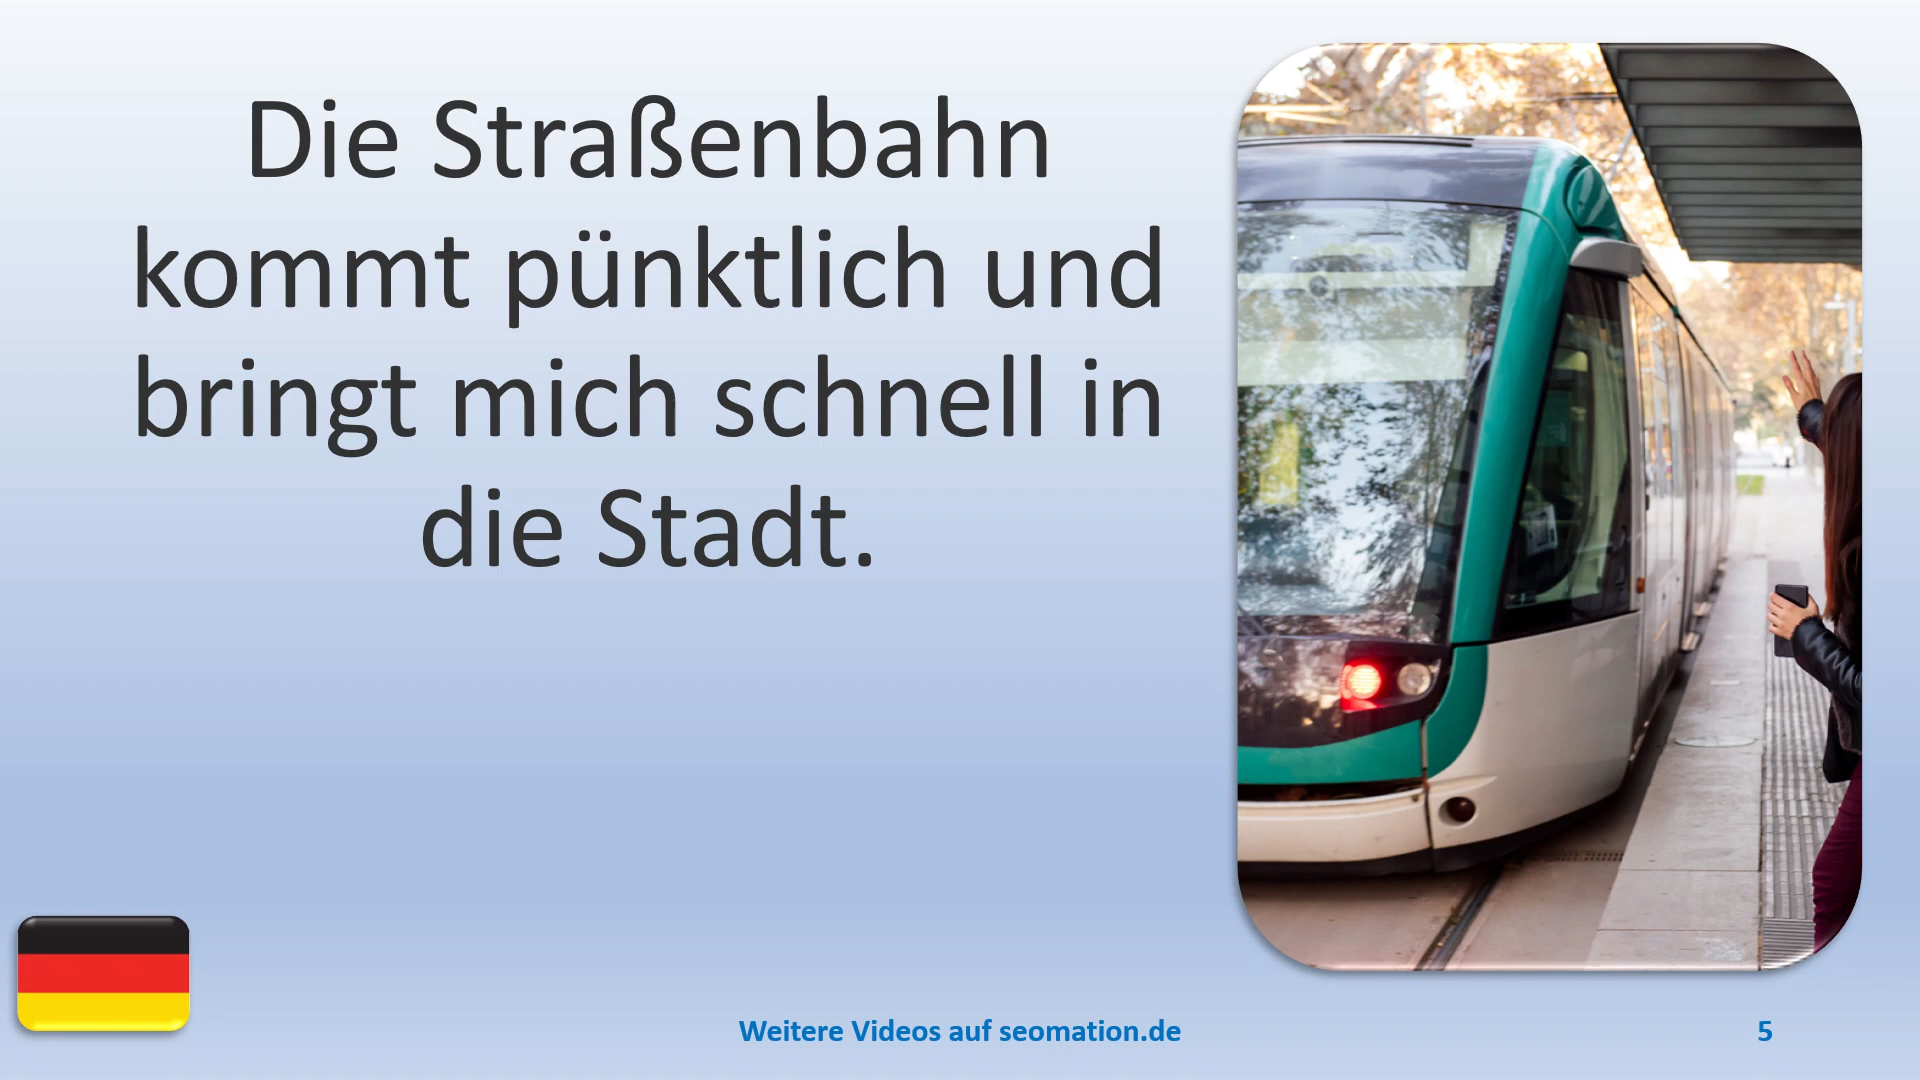 Die Straßenbahn
kommt pünktlich und
bringt mich schnell in
die Stadt.
Weitere Videos auf seomation.de
5